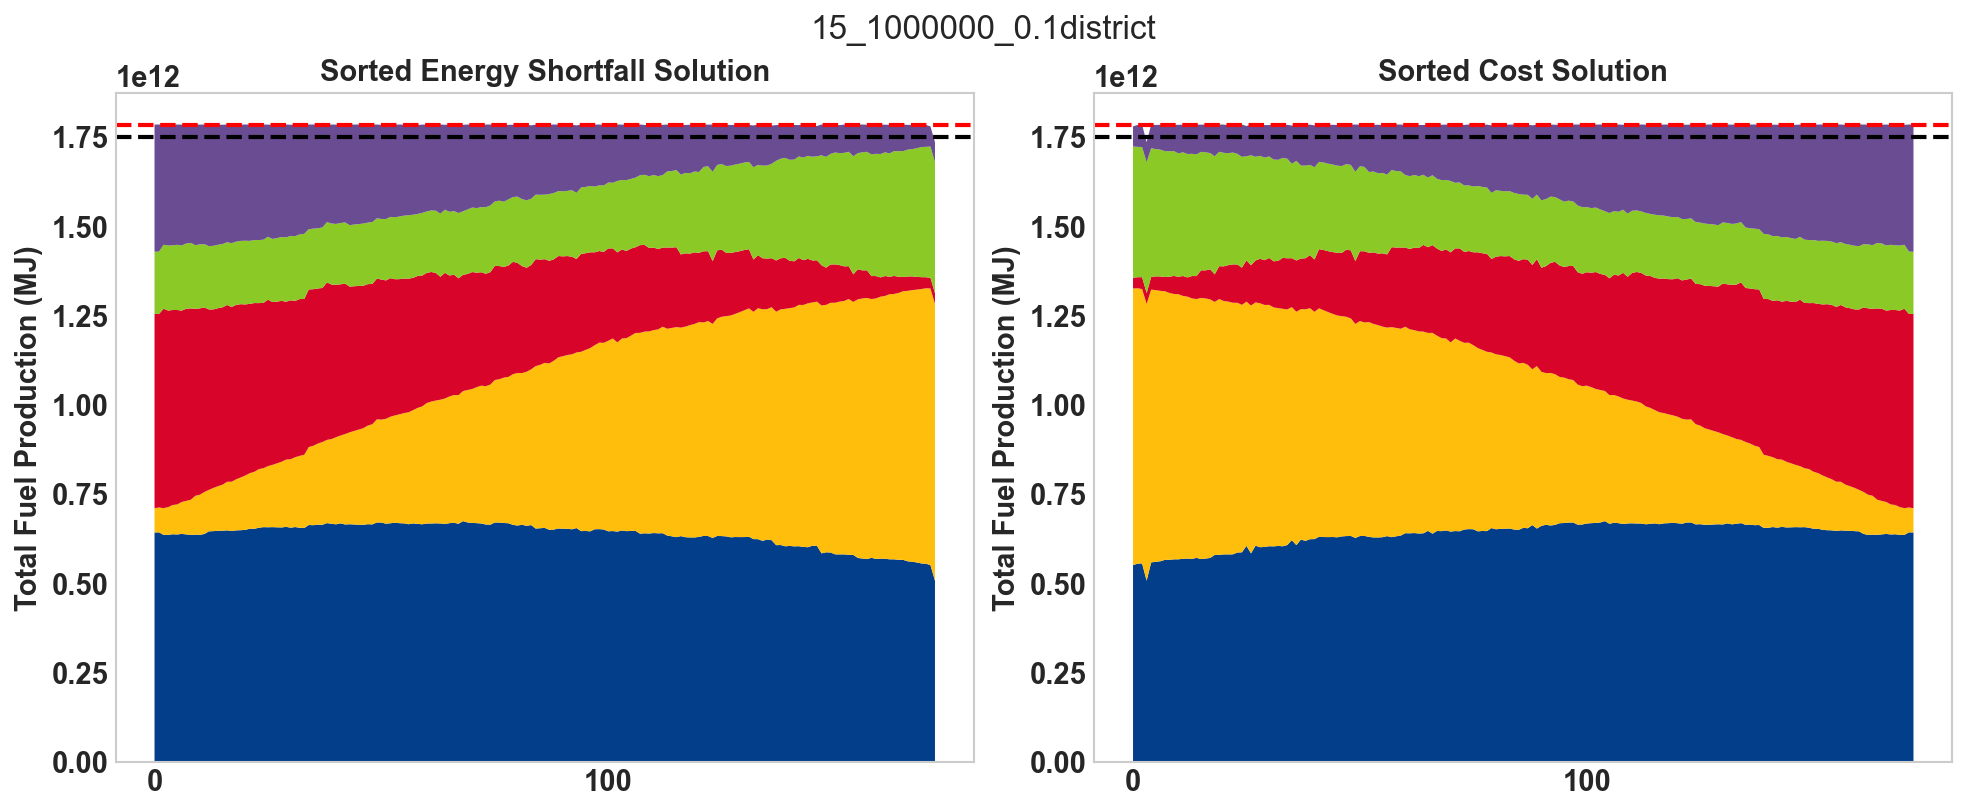 15_1000000_0.1district
Sorted Energy Shortfall Solution
1e12
Total Fuel Production (MJ)
1.75
1.50
1.25
1.00
0.75
0.50
0.25
0.00
0
100
Sorted Cost Solution
1e12
Total Fuel Production (MJ)
1.75
1.50
1.25
1.00
0.75
0.50
0.25
0.00
0
100